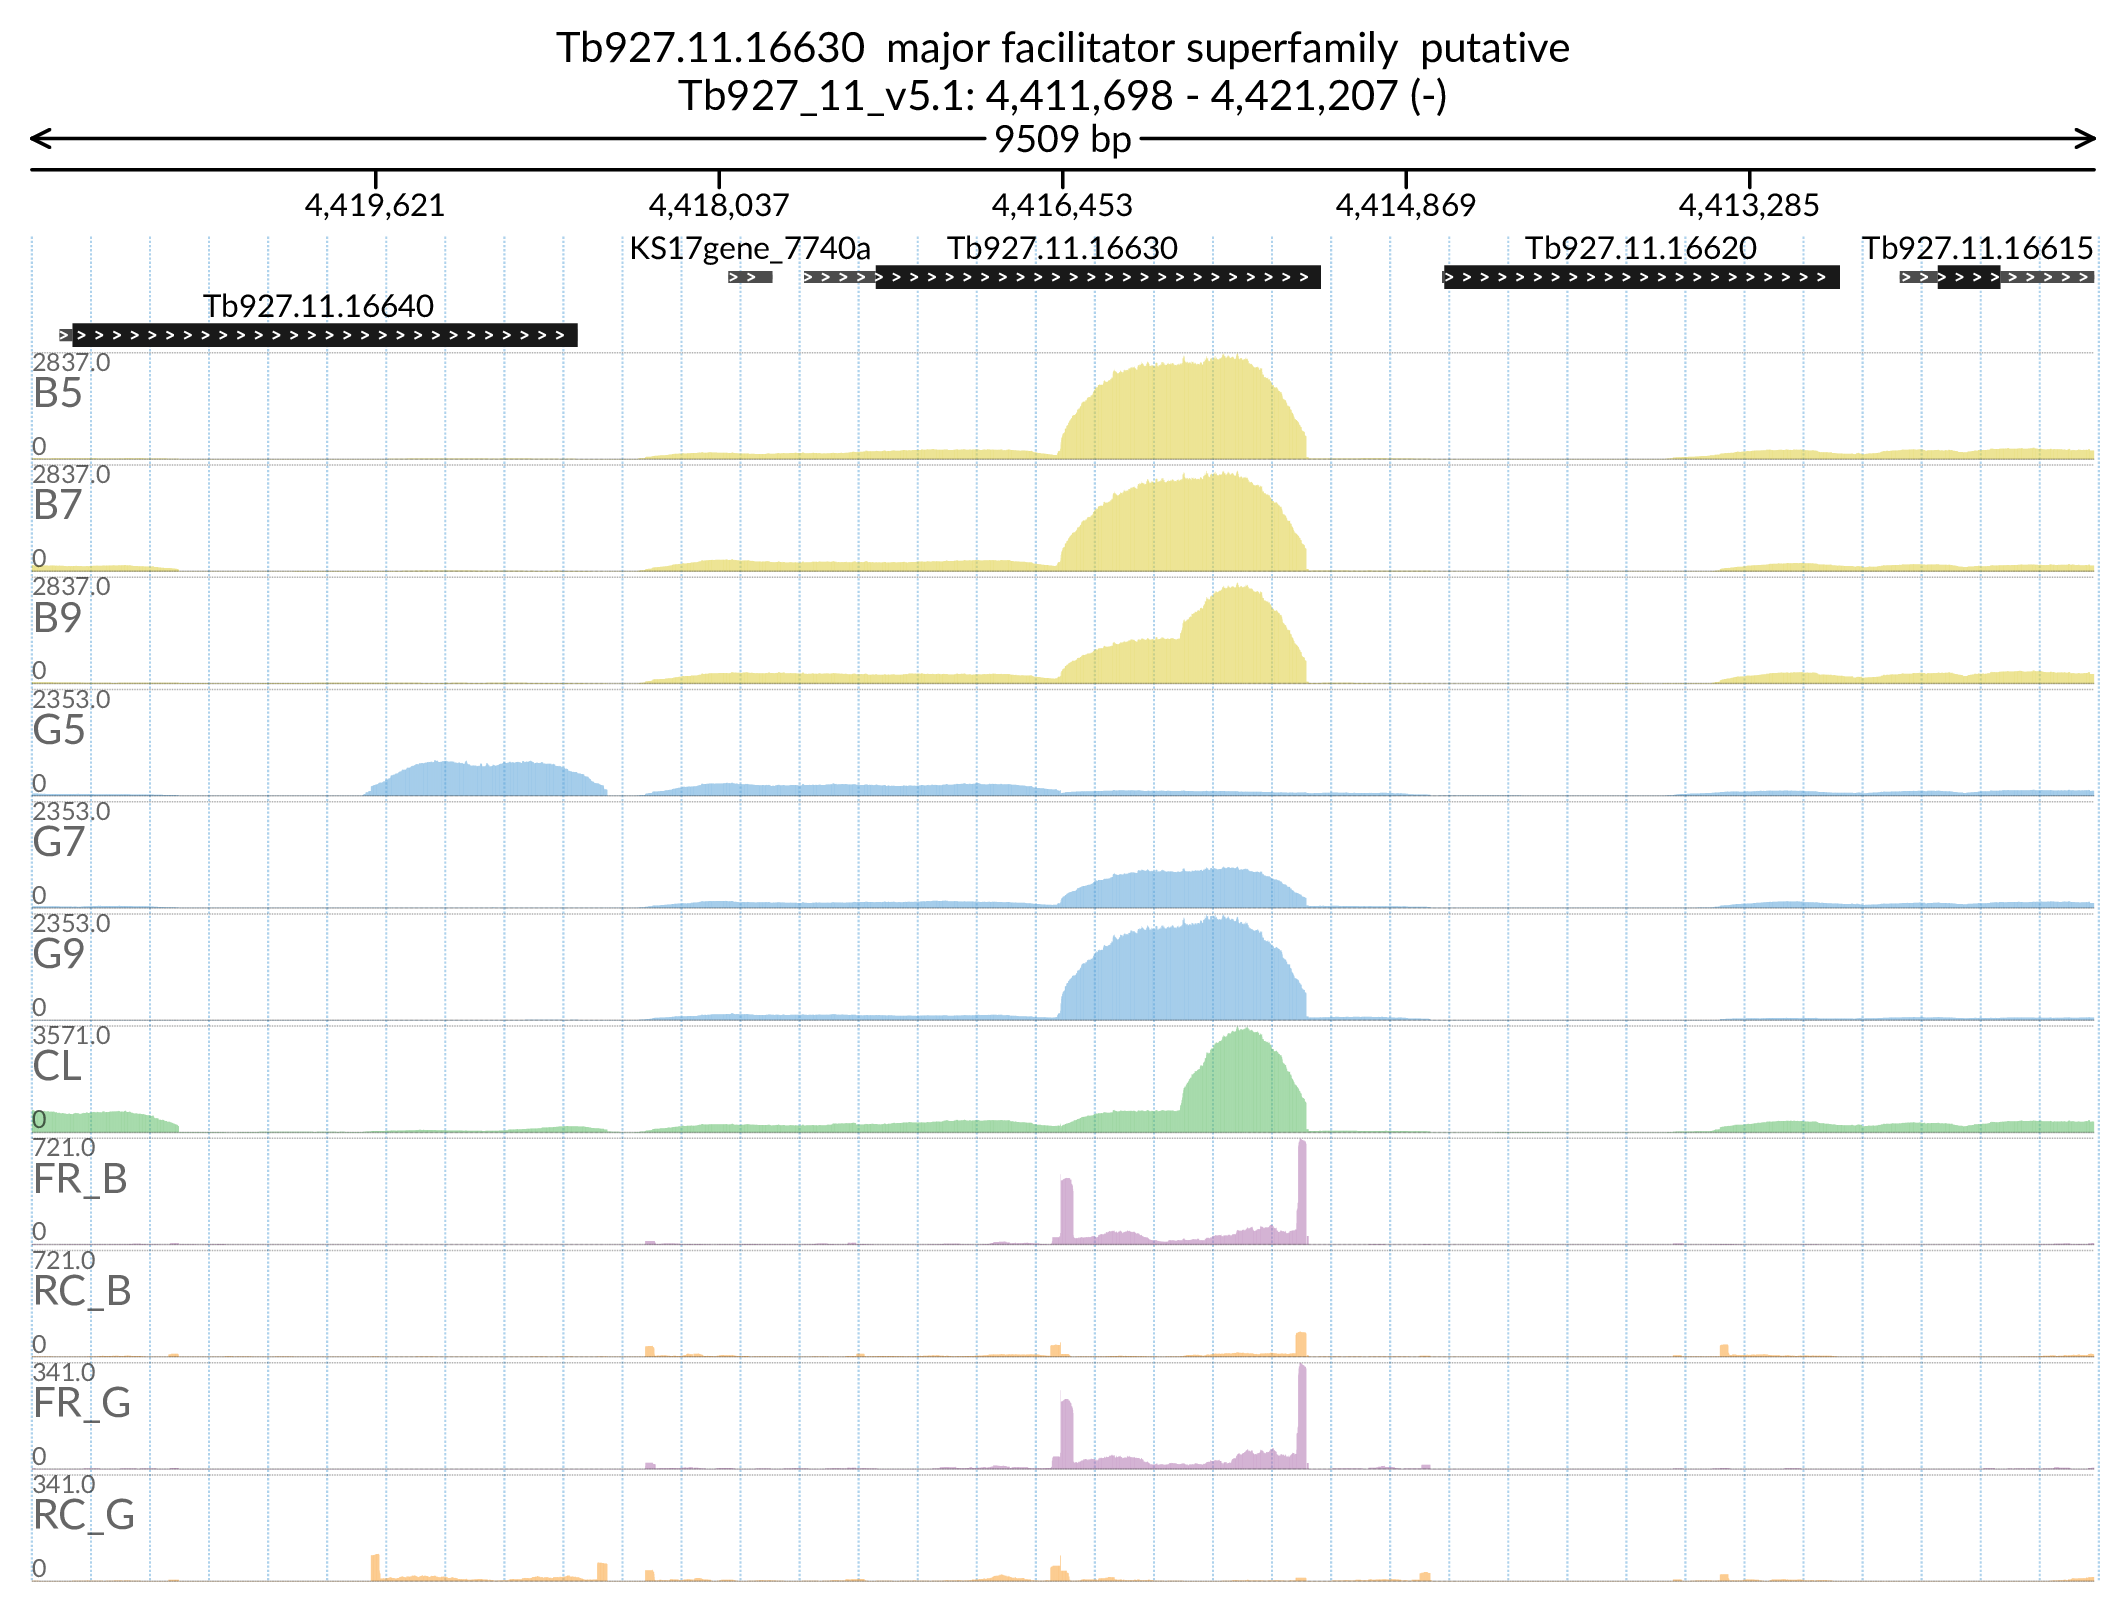 Tb927.11.16630  major facilitator superfamily  putative
Tb927_11_v5.1: 4,411,698 - 4,421,207 (-)
9509 bp
4,419,621 4,418,037 4,416,453 4,414,869 4,413,285
KS17gene_7740a Tb927.11.16630 Tb927.11.16620 Tb927.11.16615
Tb927.11.16640
2837.0
B5
0
2837.0
B7
0
2837.0
B9
0
2353.0
G5
0
2353.0
G7
0
2353.0
G9
0
3571.0
CL
0
721.0
FR_B
0
721.0
RC_B
0
341.0
FR_G
0
341.0
RC_G
0